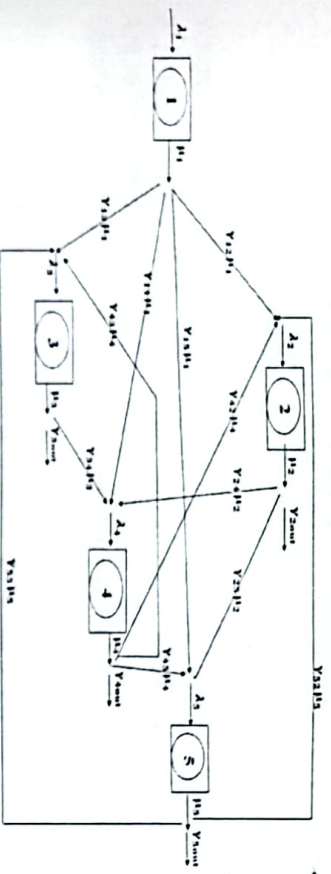 λ₁
1
μ₁
γ₁₂μ₁
γ₁₃μ₁
γ₁₄μ₁
γ₁₅μ₁
λ₂
2
μ₂
γ₂out
λ₃
3
μ₃
γ₃out
γ₄₃μ₄
γ₄₂μ₄
γ₂₄μ₂
γ₂₅μ₂
γ₃₄μ₃
λ₄
4
μ₄
γ₄out
γ₄₅μ₄
λ₅
5
μ₅
γ₅out
γ₅₂μ₅
γ₅₃μ₅